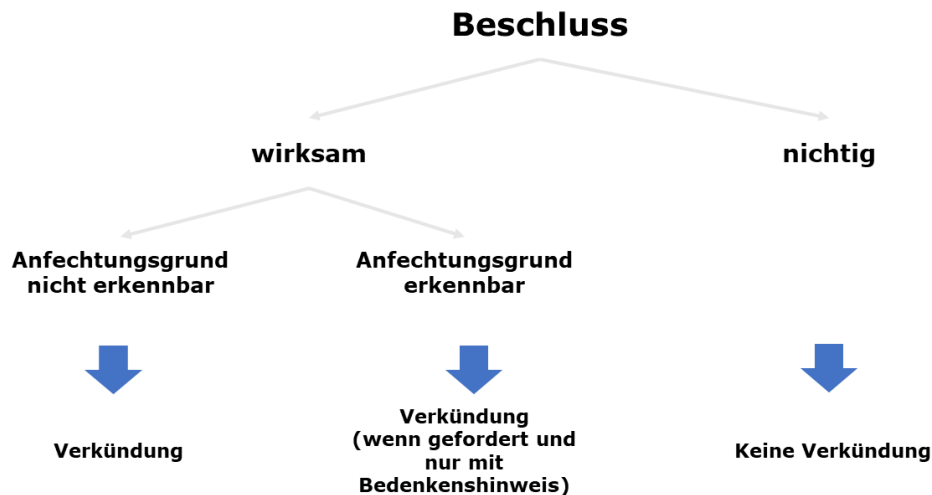 Beschluss
wirksam
nichtig
Anfechtungsgrund
nicht erkennbar
Anfechtungsgrund
erkennbar
Verkündung
Verkündung
(wenn gefordert und
nur mit
Bedenkenshinweis)
Keine Verkündung